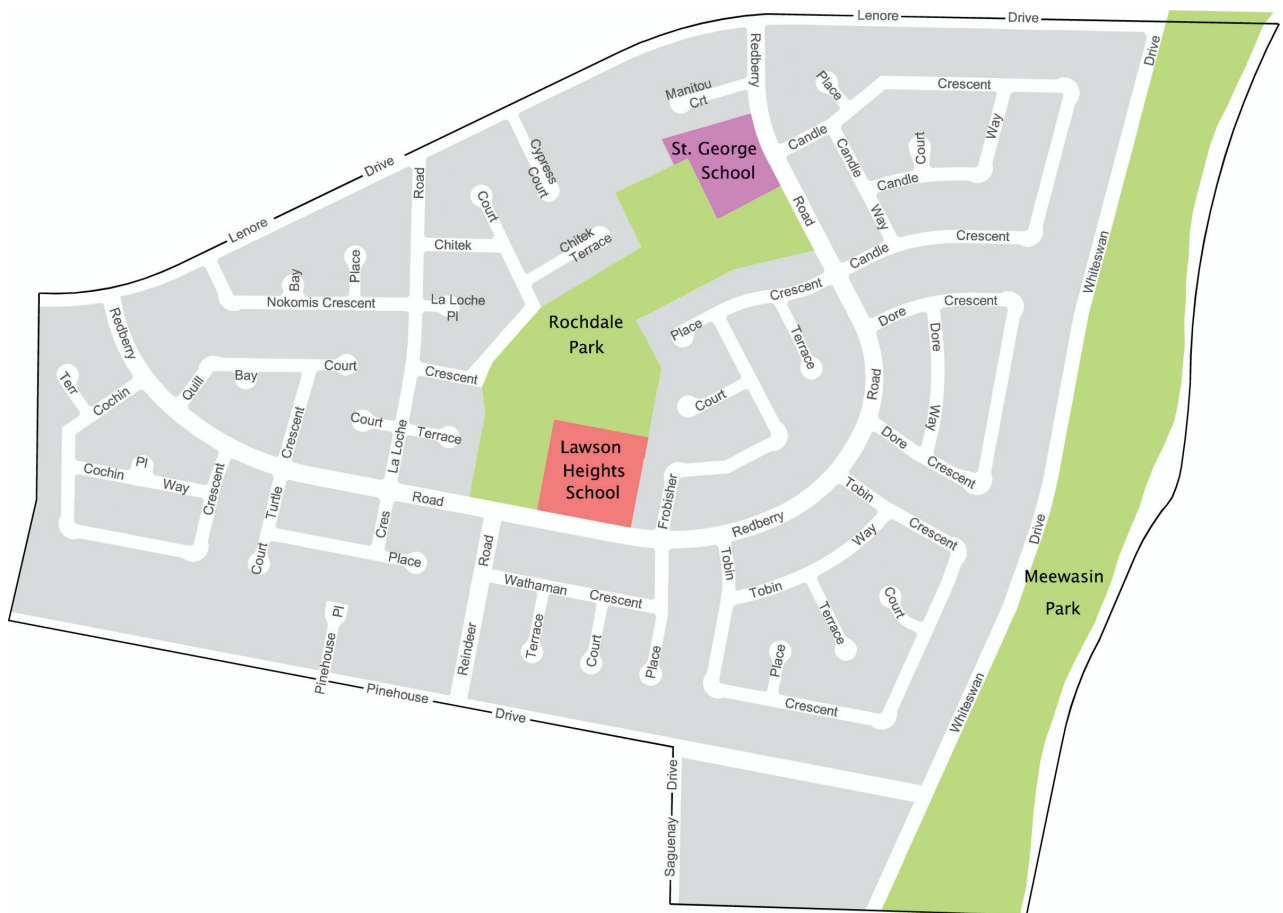 Lenore Drive
Redberry
Drive
Manitou
Crt
Place
Crescent
Candle
Candle
Court
Way
Candle
Way
Candle
Crescent
St. George
School
Road
Cypress
Court
Drive
Road
Lenore
Court
Chitek
Chitek
Terrace
Bay
Place
Nokomis Crescent
La Loche
Pl
Crescent
Whiteswan
Rochdale
Park
Crescent
Place
Terrace
Court
Dore
Crescent
Dore
Way
Dore
Crescent
Road
Redberry
Terr
Cochin
Quill
Bay
Court
Crescent
Court
Terrace
La Loche
Cochin
Pl
Way
Crescent
Turtle
Court
Cres
Place
Road
Lawson
Heights
School
Frobisher
Redberry
Tobin
Crescent
Way
Tobin
Tobin
Terrace
Court
Place
Crescent
Drive
Road
Wathaman
Crescent
Terrace
Court
Place
Reindeer
Pl
Pinehouse
Pinehouse
Drive
Meewasin
Park
Whiteswan
Drive
Saguenay